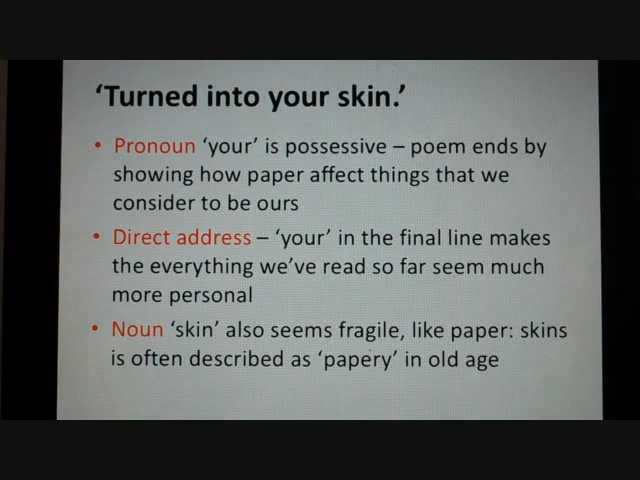 ‘Turned into your skin.’
• Pronoun ‘your’ is possessive – poem ends by
showing how paper affect things that we
consider to be ours
• Direct address – ‘your’ in the final line makes
the everything we’ve read so far seem much
more personal
• Noun ‘skin’ also seems fragile, like paper: skins
is often described as ‘papery’ in old age